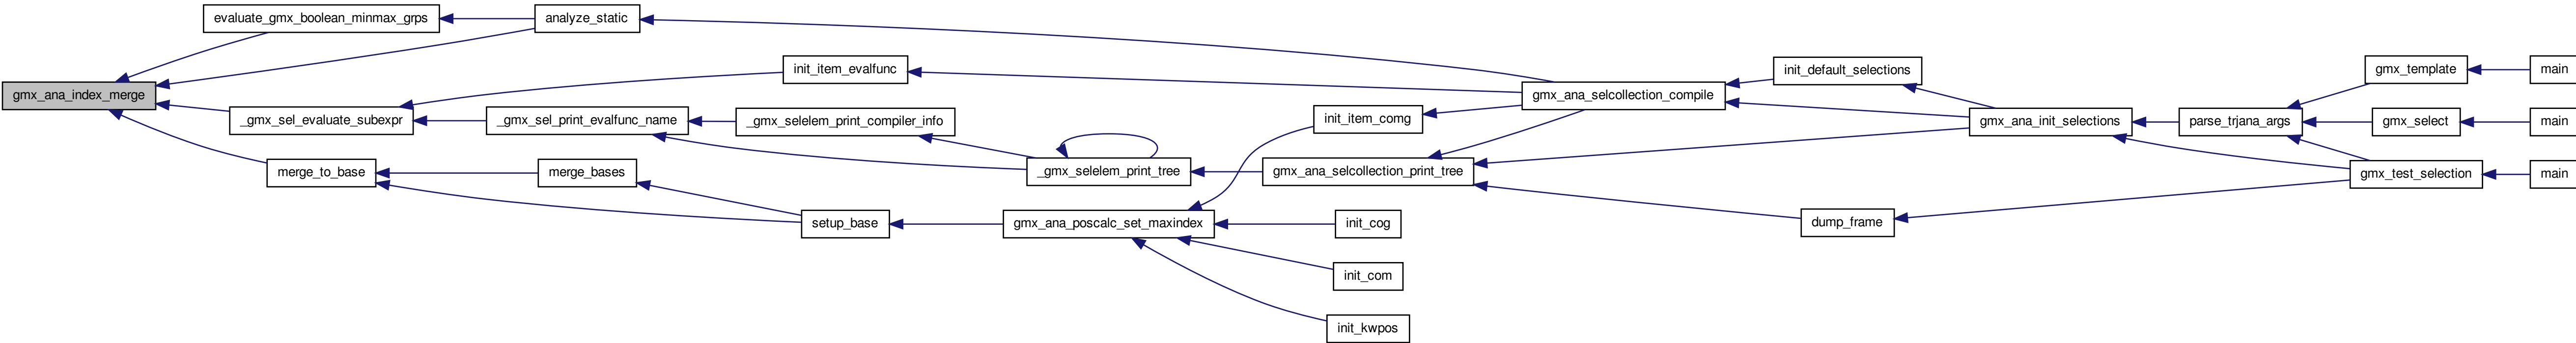 gmx_ana_index_merge
evaluate_gmx_boolean_minmax_grps
analyze_static
_gmx_sel_evaluate_subexpr
merge_to_base
init_item_evalfunc
_gmx_sel_print_evalfunc_name
_gmx_selelem_print_compiler_info
merge_bases
setup_base
_gmx_selelem_print_tree
gmx_ana_poscalc_set_maxindex
init_item_comg
gmx_ana_selcollection_print_tree
init_cog
init_com
init_kwpos
gmx_ana_selcollection_compile
init_default_selections
dump_frame
gmx_ana_init_selections
parse_trjana_args
gmx_template
gmx_select
gmx_test_selection
main
main
main